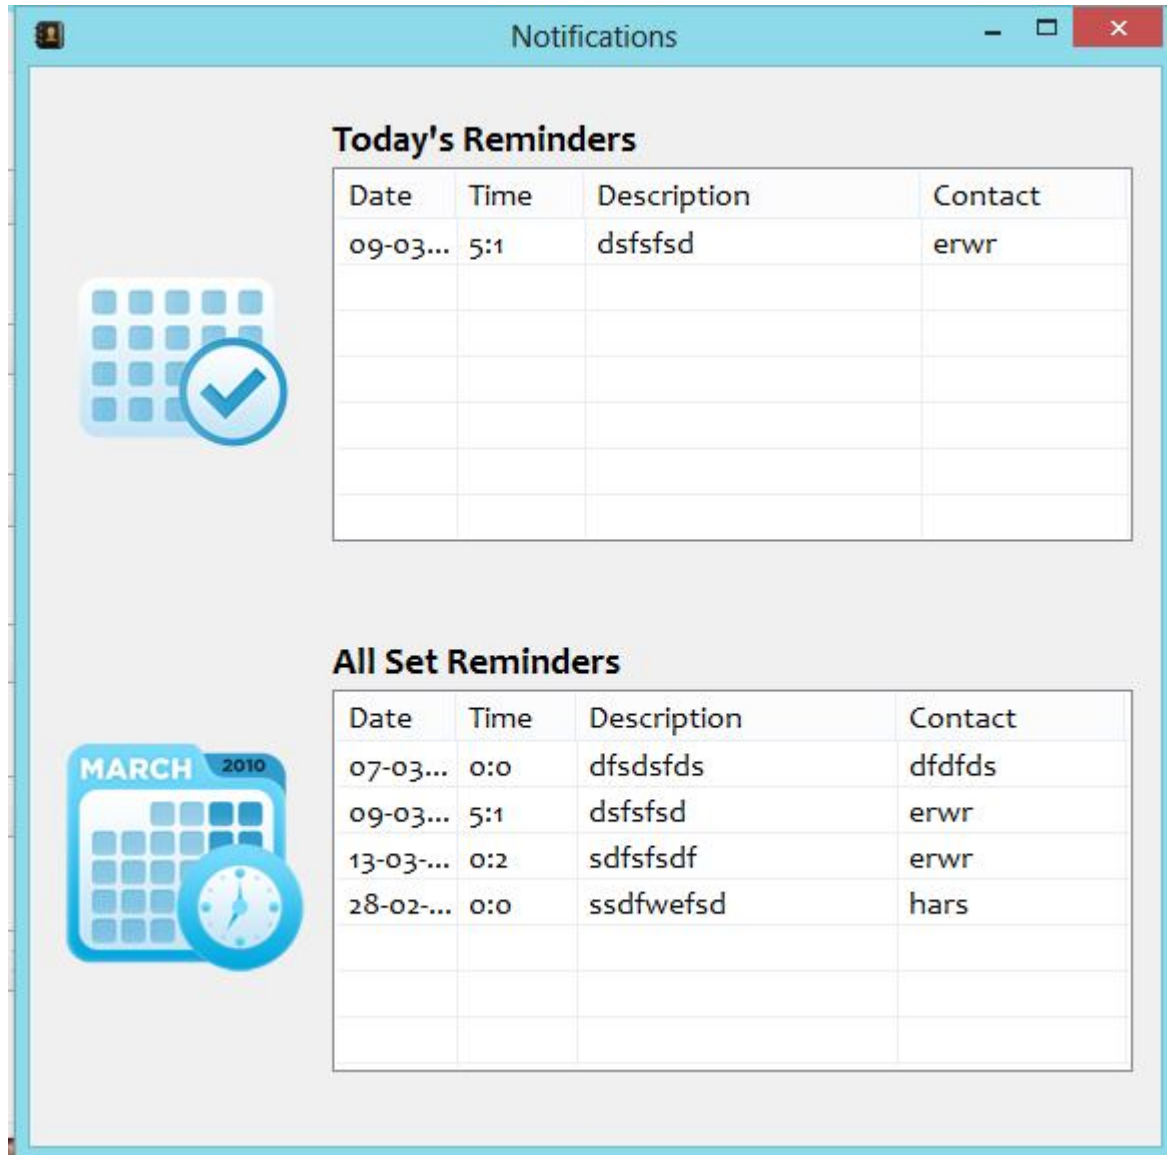 Notifications
Today's Reminders
Date Time Description Contact
09-03... 5:1 dsfsfsd erwr
All Set Reminders
Date Time Description Contact
MARCH 2010
07-03... 0:0 dfsdsfds dfdfds
09-03... 5:1 dsfsfsd erwr
13-03-... 0:2 sdfsfsdf erwr
28-02-... 0:0 ssdfwefsd hars